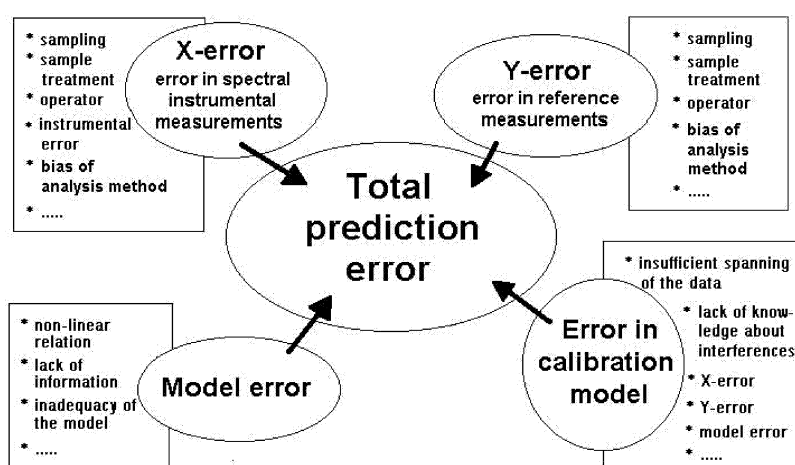 * sampling
* sample
treatment
* operator
* instrumental
error
* bias of
analysis method
* .....
X-error
error in spectral
instrumental
measurements
Y-error
error in reference
measurements
* sampling
* sample
treatment
* operator
* bias of
analysis
method
* .....
Total
prediction
error
* non-linear
relation
* lack of
information
* inadequacy of
the model
* .....
Model error
Error in
calibration
model
* insufficient spanning
of the data
* lack of know-
ledge about
interferences
* X-error
* Y-error
* model error
* .....